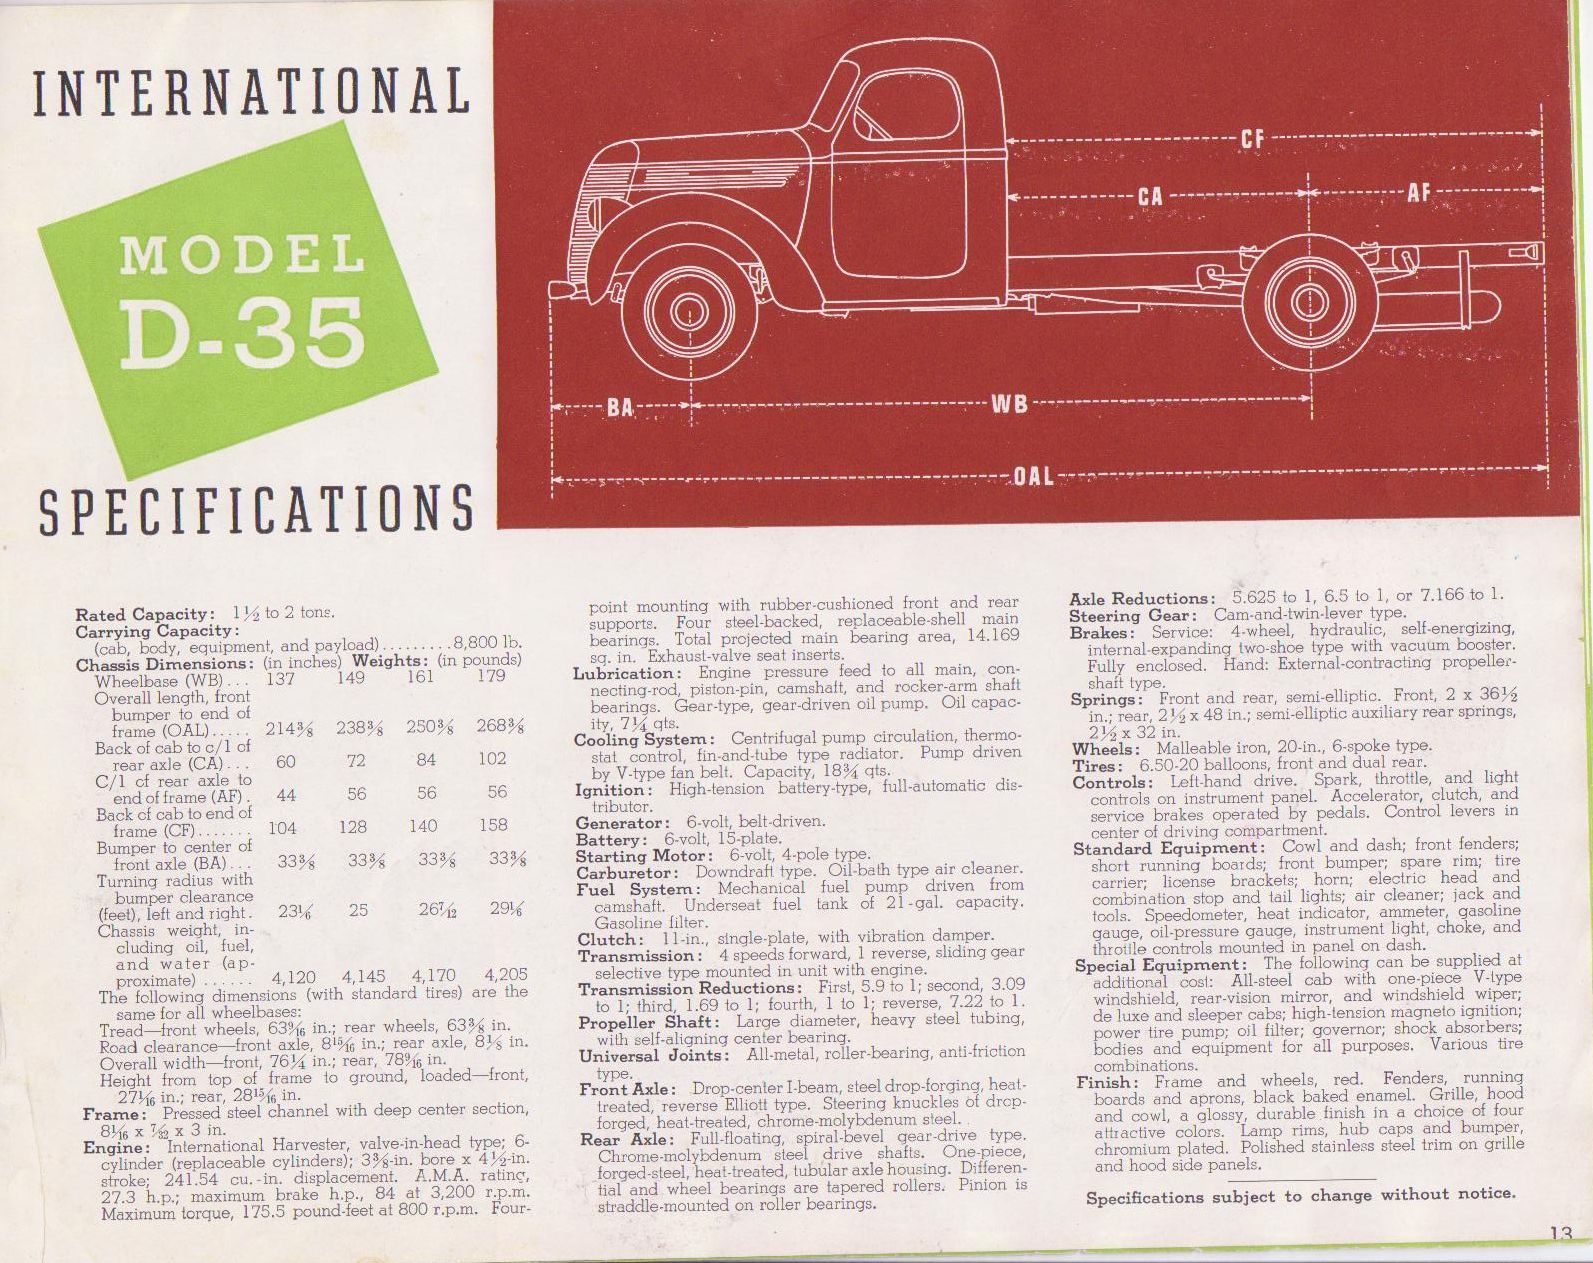 INTERNATIONAL
MODEL
D-35
SPECIFICATIONS
CF
CA
AF
BA
WB
OAL
Rated Capacity: 1½ to 2 tons.
Carrying Capacity:
(cab, body, equipment, and payload).........8,800 lb.
Chassis Dimensions: (in inches) Weights: (in pounds)
Wheelbase (WB)... 137 149 161 179
Overall length, front
bumper to end of
frame (OAL)..... 214⅜ 238⅜ 250⅜ 268⅜
Back of cab to c/l of
rear axle (CA)... 60 72 84 102
C/l of rear axle to
end of frame (AF). 44 56 56 56
Back of cab to end of
frame (CF)....... 104 128 140 158
Bumper to center of
front axle (BA)... 33⅜ 33⅜ 33⅜ 33⅜
Turning radius with
bumper clearance
(feet), left and right. 23⅙ 25 26 7/12 29⅙
Chassis weight, in-
cluding oil, fuel,
and water (ap-
proximate) ...... 4,120 4,145 4,170 4,205
The following dimensions (with standard tires) are the
same for all wheelbases:
Tread—front wheels, 63 9/16 in.; rear wheels, 63⅜ in.
Road clearance—front axle, 8 15/16 in.; rear axle, 8⅛ in.
Overall width—front, 76¼ in.; rear, 78 9/16 in.
Height from top of frame to ground, loaded—front,
27 1/16 in.; rear, 28 15/16 in.
Frame: Pressed steel channel with deep center section,
8 1/16 x 7/32 x 3 in.
Engine: International Harvester, valve-in-head type; 6-
cylinder (replaceable cylinders); 3⅜-in. bore x 4½-in.
stroke; 241.54 cu.-in. displacement. A.M.A. rating,
27.3 h.p.; maximum brake h.p., 84 at 3,200 r.p.m.
Maximum torque, 175.5 pound-feet at 800 r.p.m. Four-
point mounting with rubber-cushioned front and rear
supports. Four steel-backed, replaceable-shell main
bearings. Total projected main bearing area, 14.169
sq. in. Exhaust-valve seat inserts.
Lubrication: Engine pressure feed to all main, con-
necting-rod, piston-pin, camshaft, and rocker-arm shaft
bearings. Gear-type, gear-driven oil pump. Oil capac-
ity, 7¼ qts.
Cooling System: Centrifugal pump circulation, thermo-
stat control, fin-and-tube type radiator. Pump driven
by V-type fan belt. Capacity, 18¾ qts.
Ignition: High-tension battery-type, full-automatic dis-
tributor.
Generator: 6-volt, belt-driven.
Battery: 6-volt, 15-plate.
Starting Motor: 6-volt, 4-pole type.
Carburetor: Downdraft type. Oil-bath type air cleaner.
Fuel System: Mechanical fuel pump driven from
camshaft. Underseat fuel tank of 21-gal. capacity.
Gasoline filter.
Clutch: 11-in., single-plate, with vibration damper.
Transmission: 4 speeds forward, 1 reverse, sliding gear
selective type mounted in unit with engine.
Transmission Reductions: First, 5.9 to 1; second, 3.09
to 1; third, 1.69 to 1; fourth, 1 to 1; reverse, 7.22 to 1.
Propeller Shaft: Large diameter, heavy steel tubing,
with self-aligning center bearing.
Universal Joints: All-metal, roller-bearing, anti-friction
type.
Front Axle: Drop-center I-beam, steel drop-forging, heat-
treated, reverse Elliott type. Steering knuckles of drop-
forged, heat-treated, chrome-molybdenum steel.
Rear Axle: Full-floating, spiral-bevel gear-drive type.
Chrome-molybdenum steel drive shafts. One-piece,
forged-steel, heat-treated, tubular axle housing. Differen-
tial and wheel bearings are tapered rollers. Pinion is
straddle-mounted on roller bearings.
Axle Reductions: 5.625 to 1, 6.5 to 1, or 7.166 to 1.
Steering Gear: Cam-and-twin-lever type.
Brakes: Service: 4-wheel, hydraulic, self-energizing,
internal-expanding two-shoe type with vacuum booster.
Fully enclosed. Hand: External-contracting propeller-
shaft type.
Springs: Front and rear, semi-elliptic. Front, 2 x 36½
in.; rear, 2½ x 48 in.; semi-elliptic auxiliary rear springs,
2½ x 32 in.
Wheels: Malleable iron, 20-in., 6-spoke type.
Tires: 6.50-20 balloons, front and dual rear.
Controls: Left-hand drive. Spark, throttle, and light
controls on instrument panel. Accelerator, clutch, and
service brakes operated by pedals. Control levers in
center of driving compartment.
Standard Equipment: Cowl and dash; front fenders;
short running boards; front bumper; spare rim; tire
carrier; license brackets; horn; electric head and
combination stop and tail lights; air cleaner; jack and
tools. Speedometer, heat indicator, ammeter, gasoline
gauge, oil-pressure gauge, instrument light, choke, and
throttle controls mounted in panel on dash.
Special Equipment: The following can be supplied at
additional cost: All-steel cab with one-piece V-type
windshield, rear-vision mirror, and windshield wiper;
de luxe and sleeper cabs; high-tension magneto ignition;
power tire pump; oil filter; governor; shock absorbers;
bodies and equipment for all purposes. Various tire
combinations.
Finish: Frame and wheels, red. Fenders, running
boards and aprons, black baked enamel. Grille, hood
and cowl, a glossy, durable finish in a choice of four
attractive colors. Lamp rims, hub caps and bumper,
chromium plated. Polished stainless steel trim on grille
and hood side panels.
Specifications subject to change without notice.
13